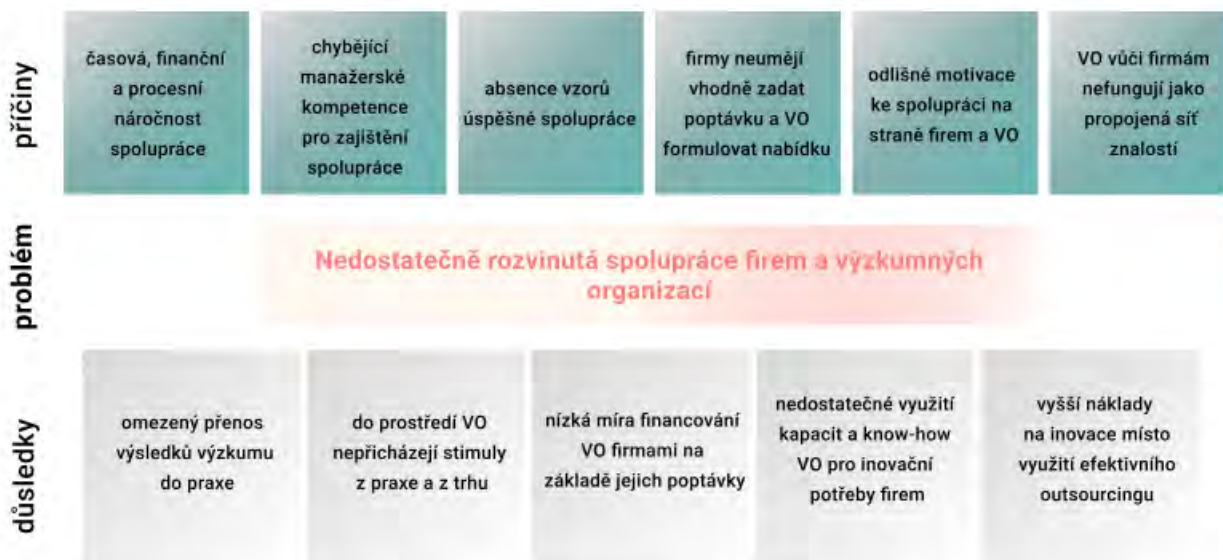 příčiny
časová, finanční
a procesní
náročnost
spolupráce
chybějící
manažerské
kompetence
pro zajištění
spolupráce
absence vzorů
úspěšné spolupráce
firmy neumějí
vhodně zadat
poptávku a VO
formulovat nabídku
odlišné motivace
ke spolupráci na
straně firem a VO
VO vůči firmám
nefungují jako
propojená síť
znalostí
problém
Nedostatečně rozvinutá spolupráce firem a výzkumných
organizací
důsledky
omezený přenos
výsledků výzkumu
do praxe
do prostředí VO
nepřicházejí stimuly
z praxe a z trhu
nízká míra financování
VO firmami na
základě jejich poptávky
nedostatečné využití
kapacit a know-how
VO pro inovační
potřeby firem
vyšší náklady
na inovace místo
využití efektivního
outsourcingu